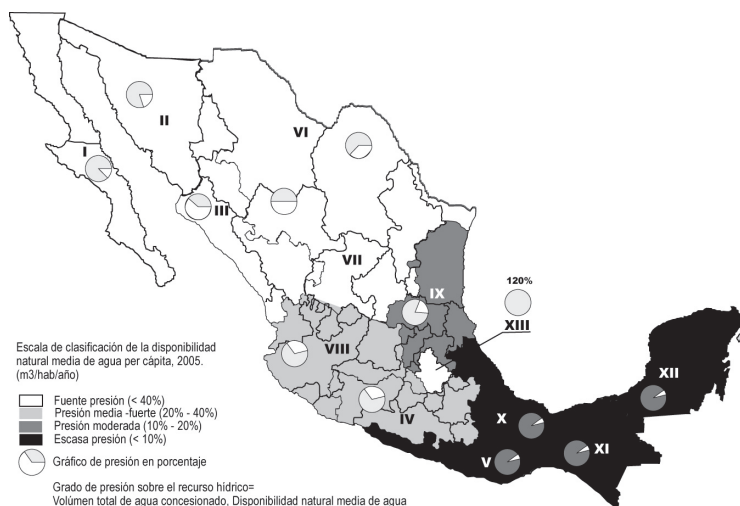 II
VI
I
III
VII
IX
120%
XIII
VIII
XII
IV
X
XI
V
Escala de clasificación de la disponibilidad
natural media de agua per cápita, 2005.
(m3/hab/año)
Fuente presión (< 40%)
Presión media -fuerte (20% - 40%)
Presión moderada (10% - 20%)
Escasa presión (< 10%)
Gráfico de presión en porcentaje
Grado de presión sobre el recurso hídrico=
Volúmen total de agua concesionado, Disponibilidad natural media de agua